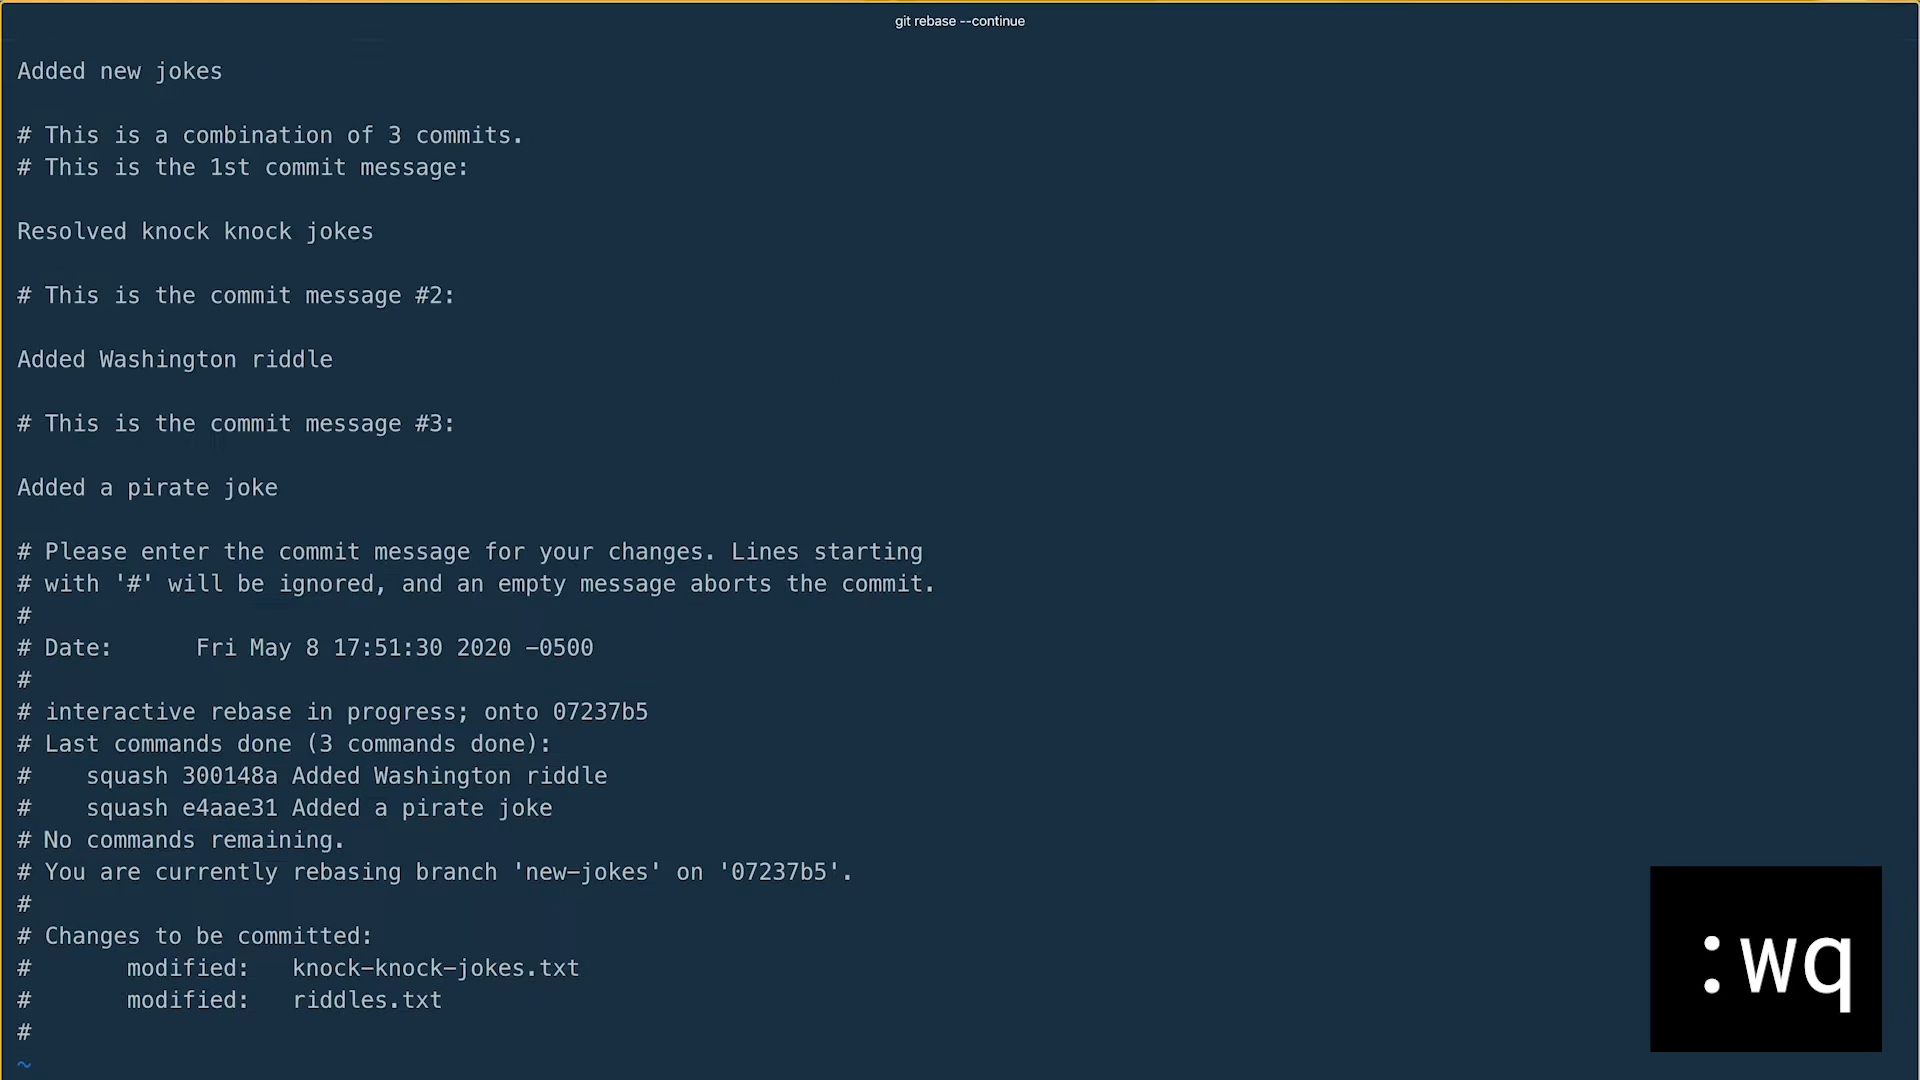 git rebase --continue
Added new jokes
# This is a combination of 3 commits.
# This is the 1st commit message:
Resolved knock knock jokes
# This is the commit message #2:
Added Washington riddle
# This is the commit message #3:
Added a pirate joke
# Please enter the commit message for your changes. Lines starting
# with '#' will be ignored, and an empty message aborts the commit.
#
# Date:      Fri May 8 17:51:30 2020 -0500
#
# interactive rebase in progress; onto 07237b5
# Last commands done (3 commands done):
#    squash 300148a Added Washington riddle
#    squash e4aae31 Added a pirate joke
# No commands remaining.
# You are currently rebasing branch 'new-jokes' on '07237b5'.
#
# Changes to be committed:
#       modified:   knock-knock-jokes.txt
#       modified:   riddles.txt
#
~
:wq